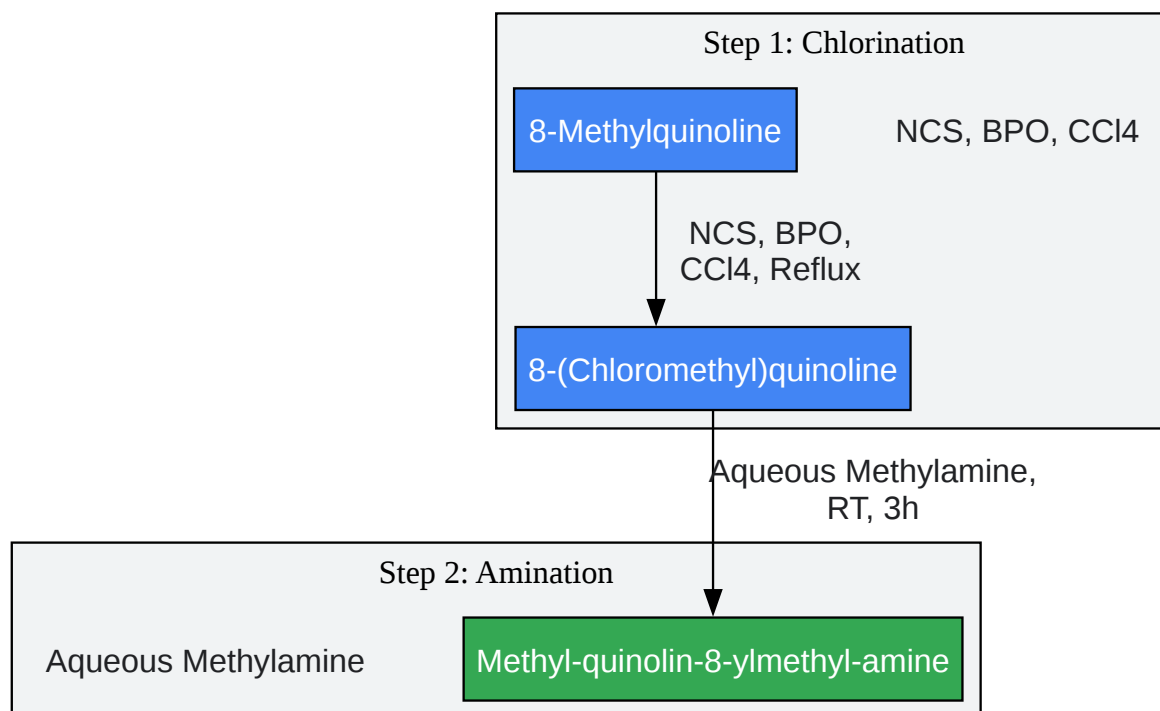 Step 1: Chlorination
8-Methylquinoline
NCS, BPO, CCl4
NCS, BPO,
CCl4, Reflux
8-(Chloromethyl)quinoline
Aqueous Methylamine,
RT, 3h
Step 2: Amination
Aqueous Methylamine
Methyl-quinolin-8-ylmethyl-amine